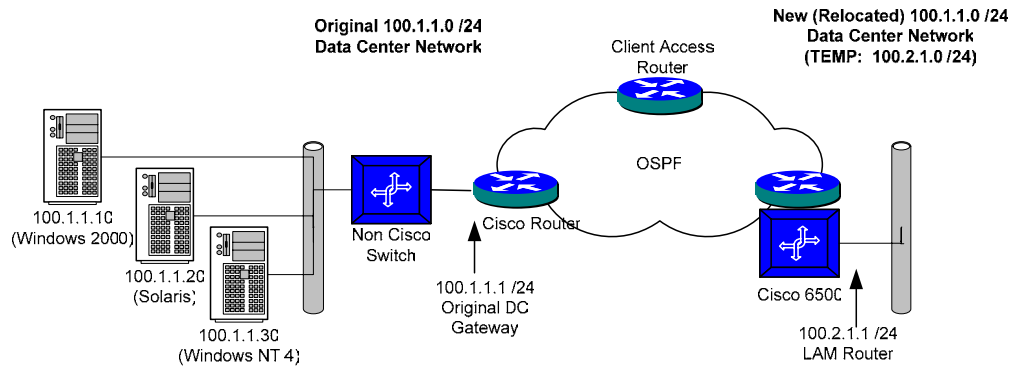 Original 100.1.1.0 /24
Data Center Network
New (Relocated) 100.1.1.0 /24
Data Center Network
(TEMP: 100.2.1.0 /24)
Client Access
Router
OSPF
100.1.1.10
(Windows 2000)
100.1.1.20
(Solaris)
100.1.1.30
(Windows NT 4)
Non Cisco
Switch
Cisco Router
100.1.1.1 /24
Original DC
Gateway
Cisco 6500
100.2.1.1 /24
LAM Router